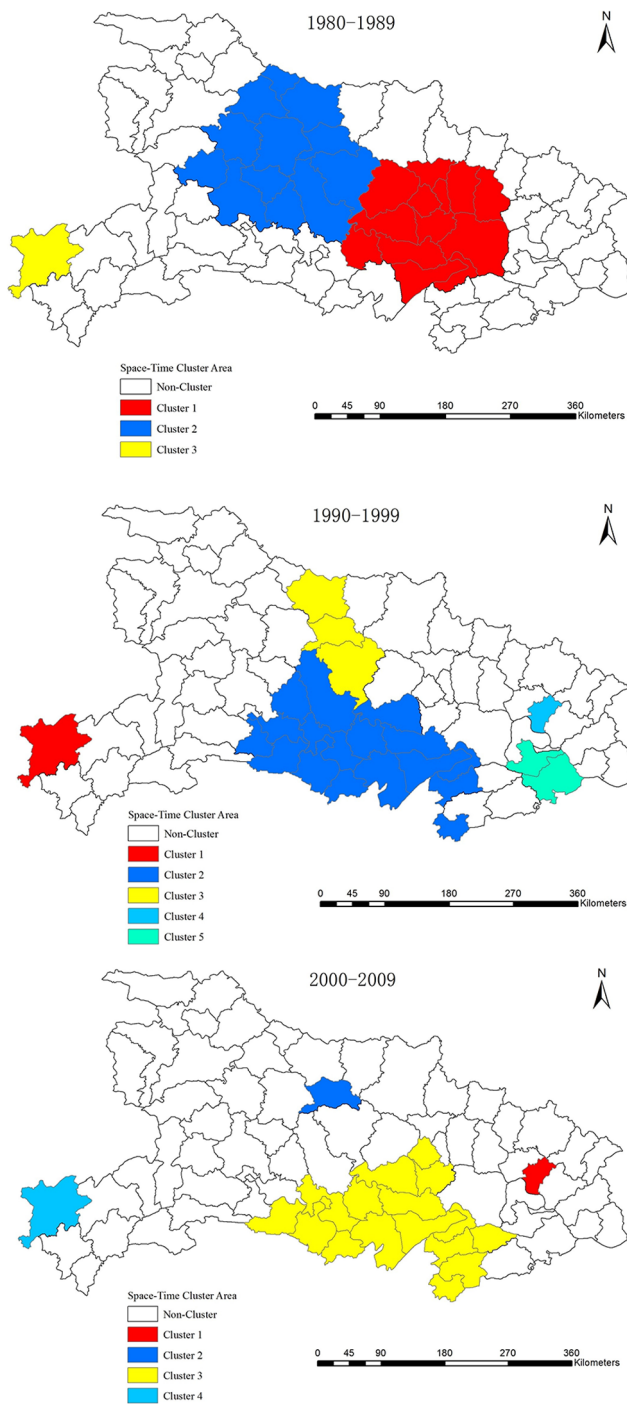 1980-1989
N
Space-Time Cluster Area
Non-Cluster
Cluster 1
Cluster 2
Cluster 3
0 45 90 180 270 360
Kilometers
1990-1999
N
Space-Time Cluster Area
Non-Cluster
Cluster 1
Cluster 2
Cluster 3
Cluster 4
Cluster 5
0 45 90 180 270 360
Kilometers
2000-2009
N
Space-Time Cluster Area
Non-Cluster
Cluster 1
Cluster 2
Cluster 3
Cluster 4
0 45 90 180 270 360
Kilometers